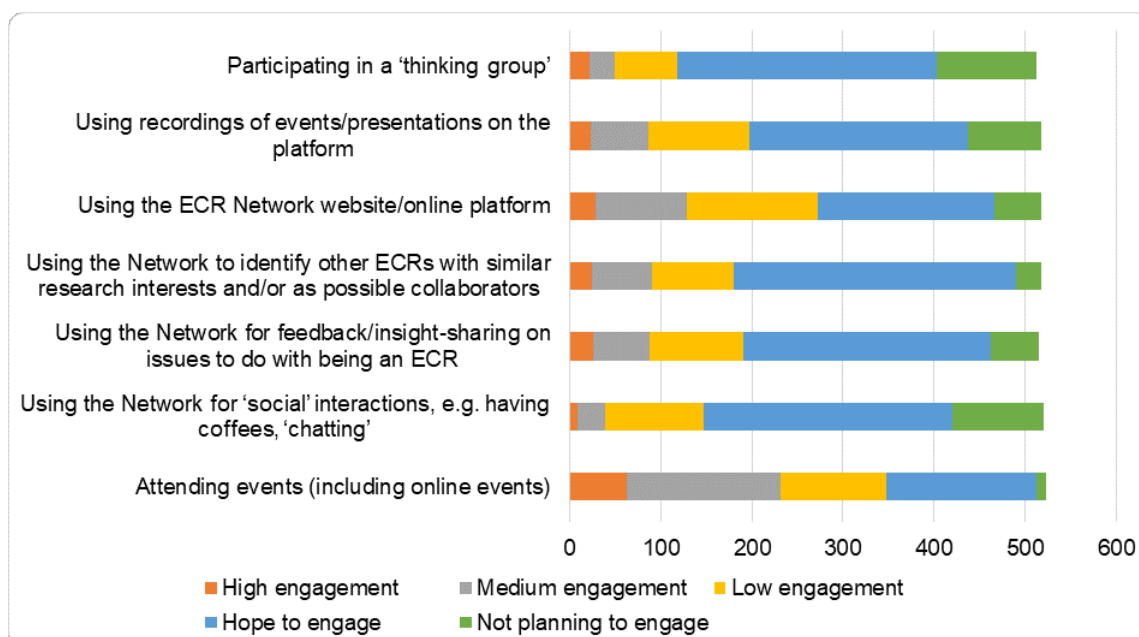 Participating in a ‘thinking group’
Using recordings of events/presentations on the
platform
Using the ECR Network website/online platform
Using the Network to identify other ECRs with similar
research interests and/or as possible collaborators
Using the Network for feedback/insight-sharing on
issues to do with being an ECR
Using the Network for ‘social’ interactions, e.g. having
coffees, ‘chatting’
Attending events (including online events)
0 100 200 300 400 500 600
High engagement Medium engagement Low engagement
Hope to engage Not planning to engage